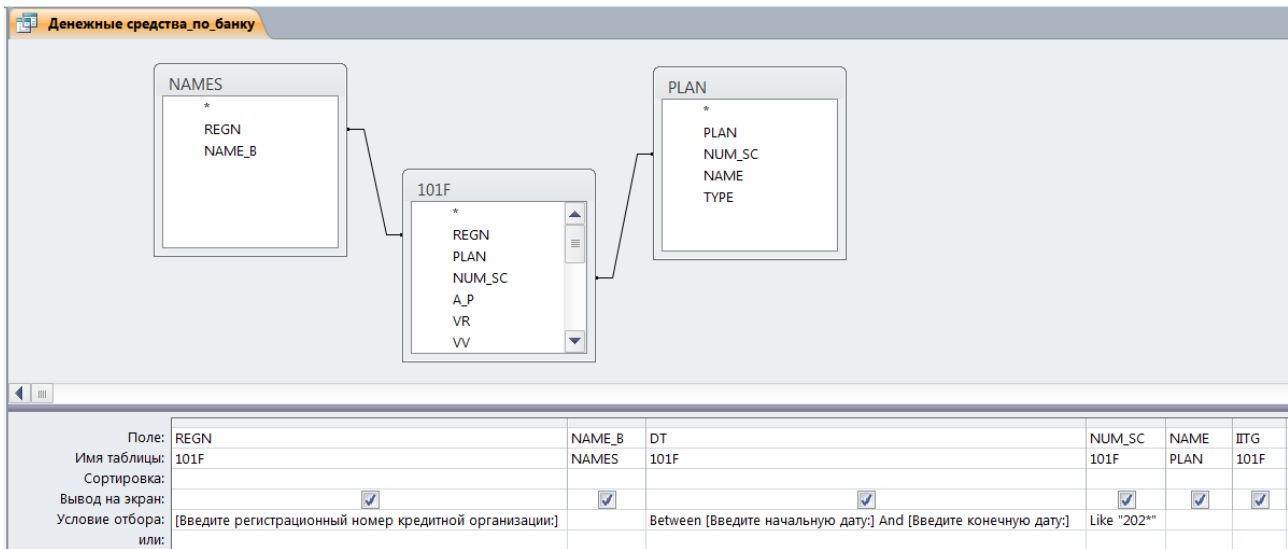 Денежные средства_по_банку
NAMES
*
REGN
NAME_B
101F
*
REGN
PLAN
NUM_SC
A_P
VR
VV
PLAN
*
PLAN
NUM_SC
NAME
TYPE
Поле: REGN NAME_B DT NUM_SC NAME IITG
Имя таблицы: 101F NAMES 101F 101F PLAN 101F
Сортировка:
Вывод на экран:
Условие отбора: [Введите регистрационный номер кредитной организации:] Between [Введите начальную дату:] And [Введите конечную дату:] Like "202*"
или: